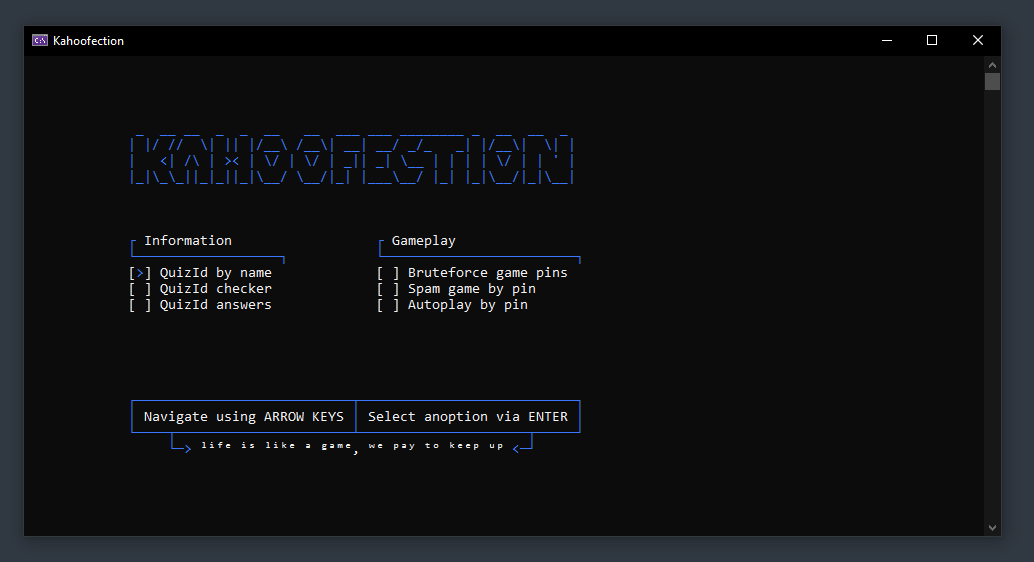 Kahoofection
KAHOOFECTION
Information
[>] QuizId by name
[ ] QuizId checker
[ ] QuizId answers
Gameplay
[ ] Bruteforce game pins
[ ] Spam game by pin
[ ] Autoplay by pin
Navigate using ARROW KEYS
Select anoption via ENTER
> life is like a game, we pay to keep up <